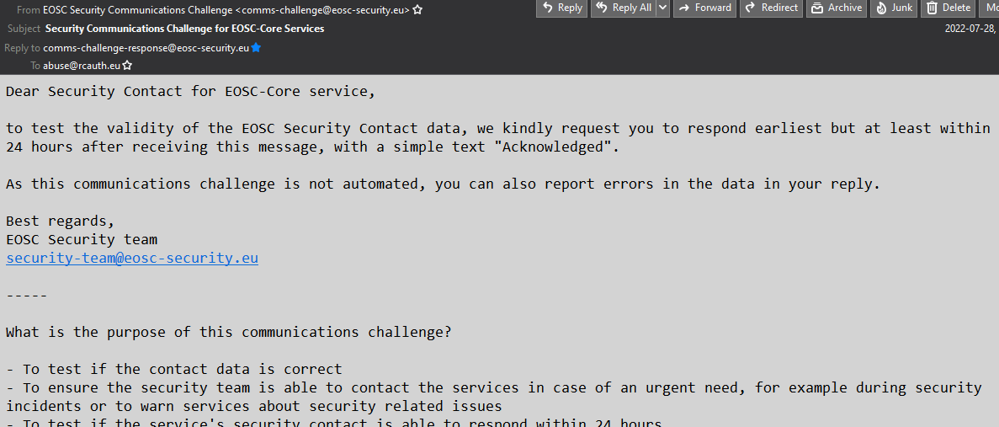 From EOSC Security Communications Challenge <comms-challenge@eosc-security.eu>
Reply Reply All Forward Redirect Archive Junk Delete Mo
Subject Security Communications Challenge for EOSC-Core Services
2022-07-28,
Reply to comms-challenge-response@eosc-security.eu
To abuse@rcauth.eu
Dear Security Contact for EOSC-Core service,
to test the validity of the EOSC Security Contact data, we kindly request you to respond earliest but at least within
24 hours after receiving this message, with a simple text "Acknowledged".
As this communications challenge is not automated, you can also report errors in the data in your reply.
Best regards,
EOSC Security team
security-team@eosc-security.eu
-----
What is the purpose of this communications challenge?
- To test if the contact data is correct
- To ensure the security team is able to contact the services in case of an urgent need, for example during security
incidents or to warn services about security related issues
- To test if the service's security contact is able to respond within 24 hours